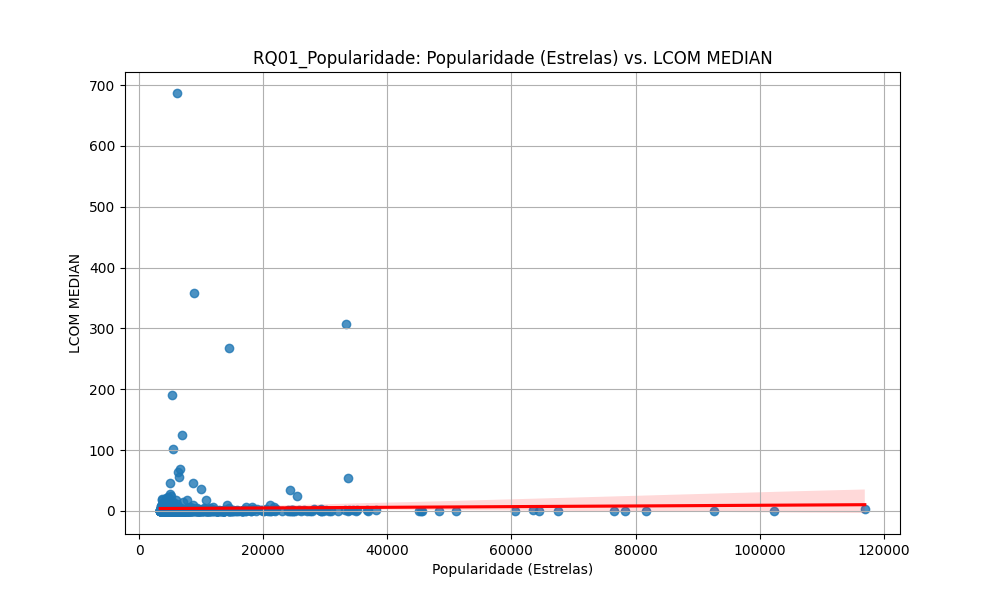 RQ01_Popularidade: Popularidade (Estrelas) vs. LCOM MEDIAN
700
600
500
400
300
200
100
0
LCOM MEDIAN
0 20000 40000 60000 80000 100000 120000
Popularidade (Estrelas)